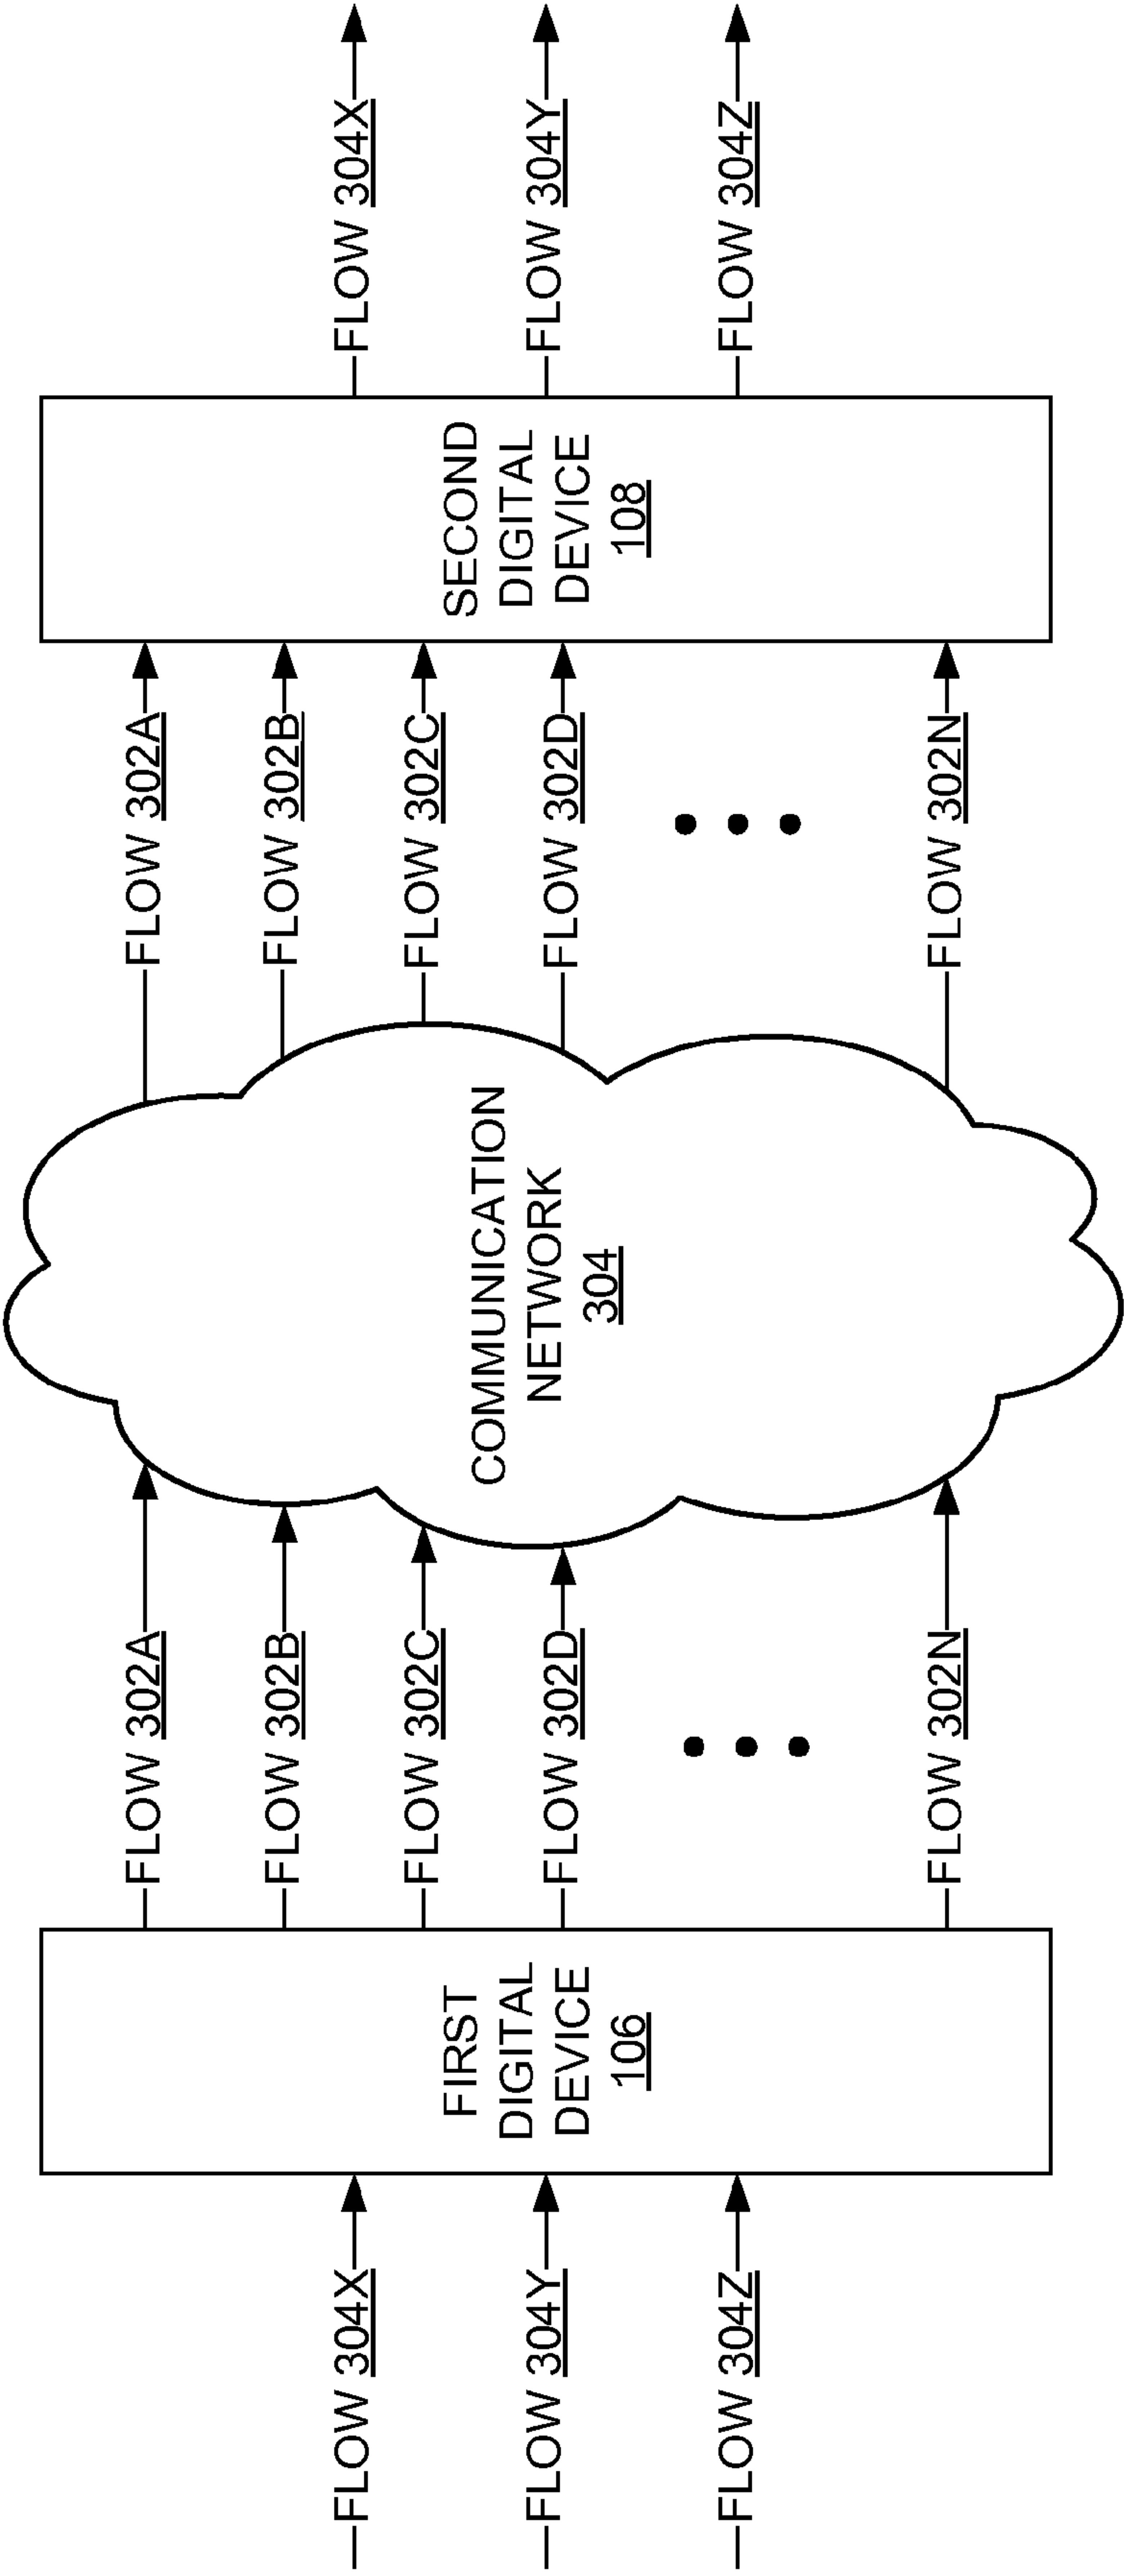 FLOW 304X
FLOW 304Y
FLOW 304Z
FIRST
DIGITAL
DEVICE
106
FLOW 302A
FLOW 302B
FLOW 302C
FLOW 302D
FLOW 302N
COMMUNICATION
NETWORK
304
FLOW 302A
FLOW 302B
FLOW 302C
FLOW 302D
FLOW 302N
SECOND
DIGITAL
DEVICE
108
FLOW 304X
FLOW 304Y
FLOW 304Z